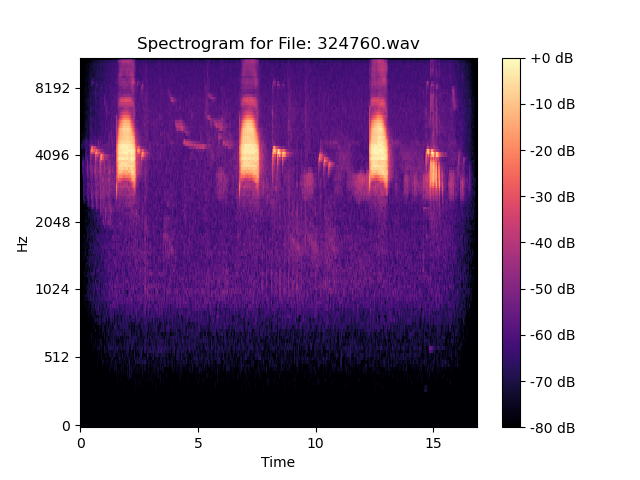 Spectrogram for File: 324760.wav
8192
4096
2048
1024
512
0
Hz
0
5
10
15
Time
+0 dB
-10 dB
-20 dB
-30 dB
-40 dB
-50 dB
-60 dB
-70 dB
-80 dB